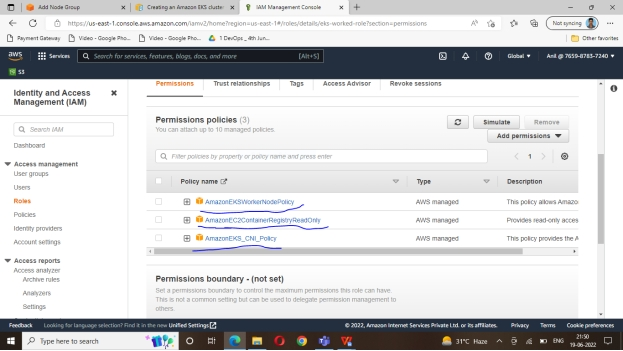 Add Node Group
Creating an Amazon EKS cluster
IAM Management Console
https://us-east-1.console.aws.amazon.com/iamv2/home?region=us-east-1#/roles/details/eks-worked-role?section=permissions
Not syncing
Payment Gateway
Video - Google Pho...
Video - Google Pho...
1 DevOps _ 4th Jun...
Other favorites
aws
Services
Search for services, features, blogs, docs, and more
[Alt+S]
Global
Anil @ 7659-8783-7240
S3
Identity and Access Management (IAM)
Search IAM
Dashboard
Access management
User groups
Users
Roles
Policies
Identity providers
Account settings
Access reports
Access analyzer
Archive rules
Analyzers
Settings
Permissions
Trust relationships
Tags
Access Advisor
Revoke sessions
Permissions policies (3)
You can attach up to 10 managed policies.
Simulate
Remove
Add permissions
Filter policies by property or policy name and press enter
1
Policy name
Type
Description
AmazonEKSWorkerNodePolicy
AWS managed
This policy allows Amazo
AmazonEC2ContainerRegistryReadOnly
AWS managed
Provides read-only acces
AmazonEKS_CNI_Policy
AWS managed
This policy provides the A
Permissions boundary - (not set)
Set a permissions boundary to control the maximum permissions this role can have.
This is not a common setting but can be used to delegate permission management to
others.
Feedback
Looking for language selection? Find it in the new Unified Settings
© 2022, Amazon Internet Services Private Ltd. or its affiliates.
Privacy
Terms
Cookie preferences
Type here to search
31°C Haze
ENG
21:50
19-06-2022